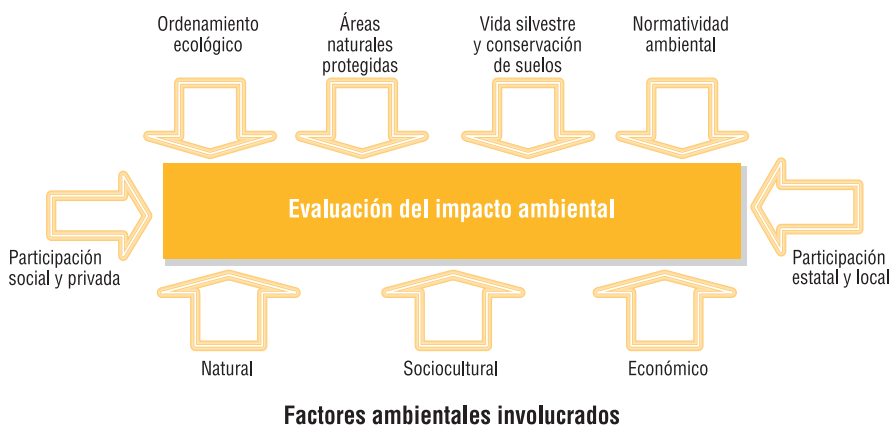 Ordenamiento
ecológico
Áreas
naturales
protegidas
Vida silvestre
y conservación
de suelos
Normatividad
ambiental
Evaluación del impacto ambiental
Participación
social y privada
Participación
estatal y local
Natural
Sociocultural
Económico
Factores ambientales involucrados